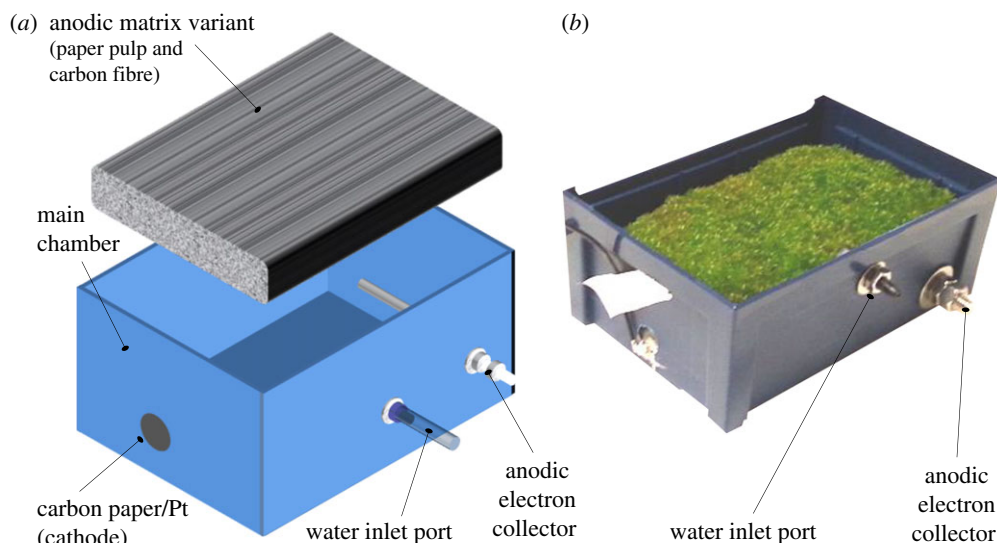 (a) anodic matrix variant
(paper pulp and
carbon fibre)
(b)
main
chamber
carbon paper/Pt
(cathode)
water inlet port
anodic
electron
collector
water inlet port
anodic
electron
collector